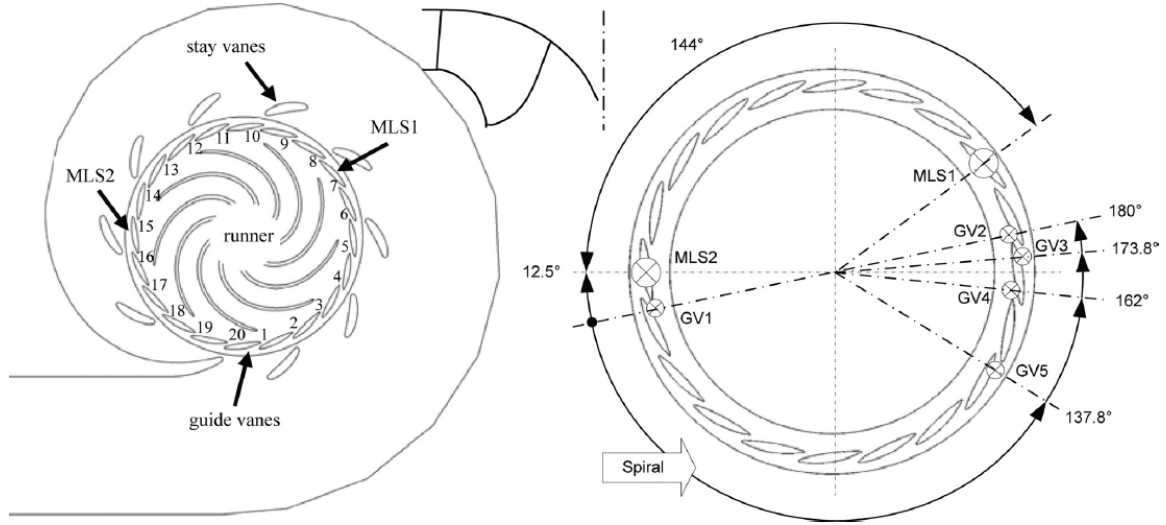 stay vanes
MLS1
MLS2
11
10
9
12
8
13
7
14
6
15
runner
5
16
4
17
3
18
2
19
20
1
guide vanes
144°
MLS1
180°
GV2
GV3
173.8°
MLS2
12.5°
GV4
162°
GV1
GV5
137.8°
Spiral